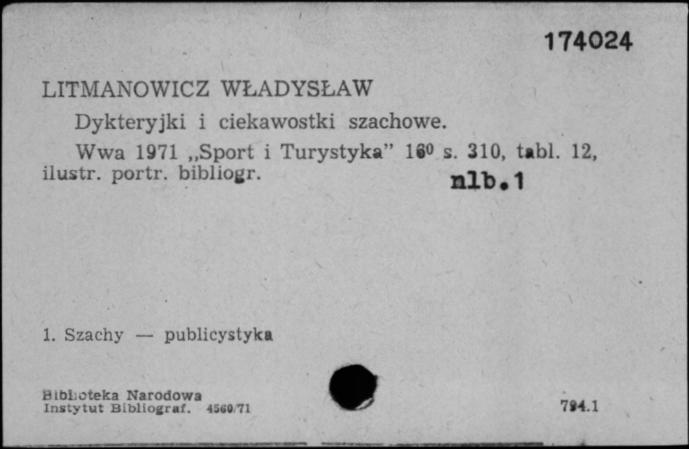 174024
LITMANOWICZ WŁADYSŁAW
Dykteryjki i ciekawostki szachowe.
Wwa 1971 „Sport i Turystyka” 16⁰ s. 310, tabl. 12,
ilustr. portr. bibliogr.
nlb.1
1. Szachy — publicystyka
Biblioteka Narodowa
Instytut Bibliograf. 4560/71
794.1